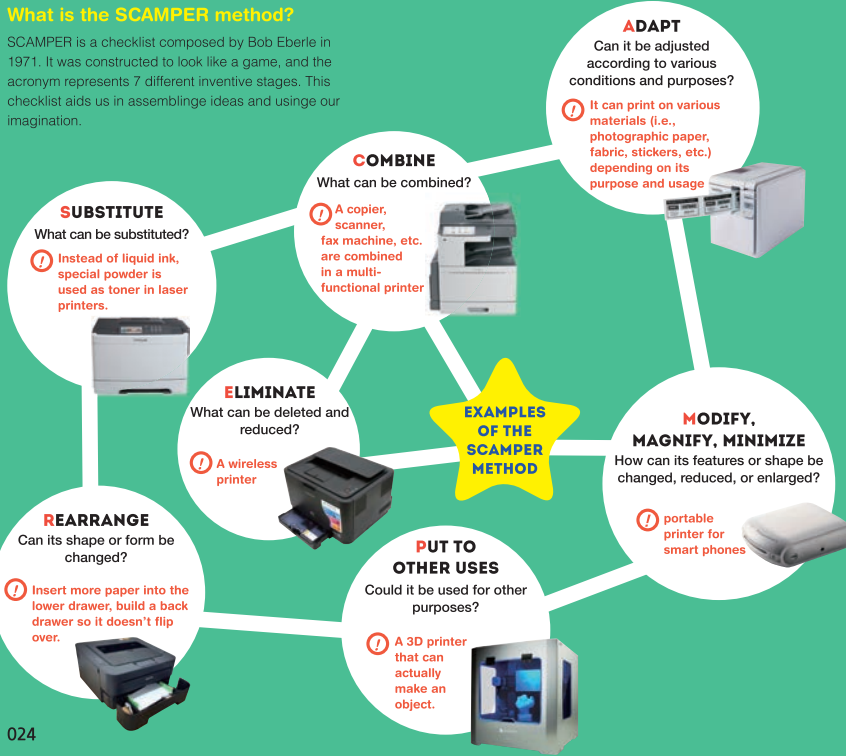 What is the SCAMPER method?
SCAMPER is a checklist composed by Bob Eberle in
1971. It was constructed to look like a game, and the
acronym represents 7 different inventive stages. This
checklist aids us in assemblinge ideas and usinge our
imagination.
SUBSTITUTE
What can be substituted?
! Instead of liquid ink,
special powder is
used as toner in laser
printers.
COMBINE
What can be combined?
! A copier,
scanner,
fax machine, etc.
are combined
in a multi-
functional printer
ADAPT
Can it be adjusted
according to various
conditions and purposes?
! It can print on various
materials (i.e.,
photographic paper,
fabric, stickers, etc.)
depending on its
purpose and usage
MODIFY,
MAGNIFY, MINIMIZE
How can its features or shape be
changed, reduced, or enlarged?
! portable
printer for
smart phones
PUT TO
OTHER USES
Could it be used for other
purposes?
! A 3D printer
that can
actually
make an
object.
ELIMINATE
What can be deleted and
reduced?
! A wireless
printer
REARRANGE
Can its shape or form be
changed?
! Insert more paper into the
lower drawer, build a back
drawer so it doesn't flip
over.
EXAMPLES
OF THE
SCAMPER
METHOD
024